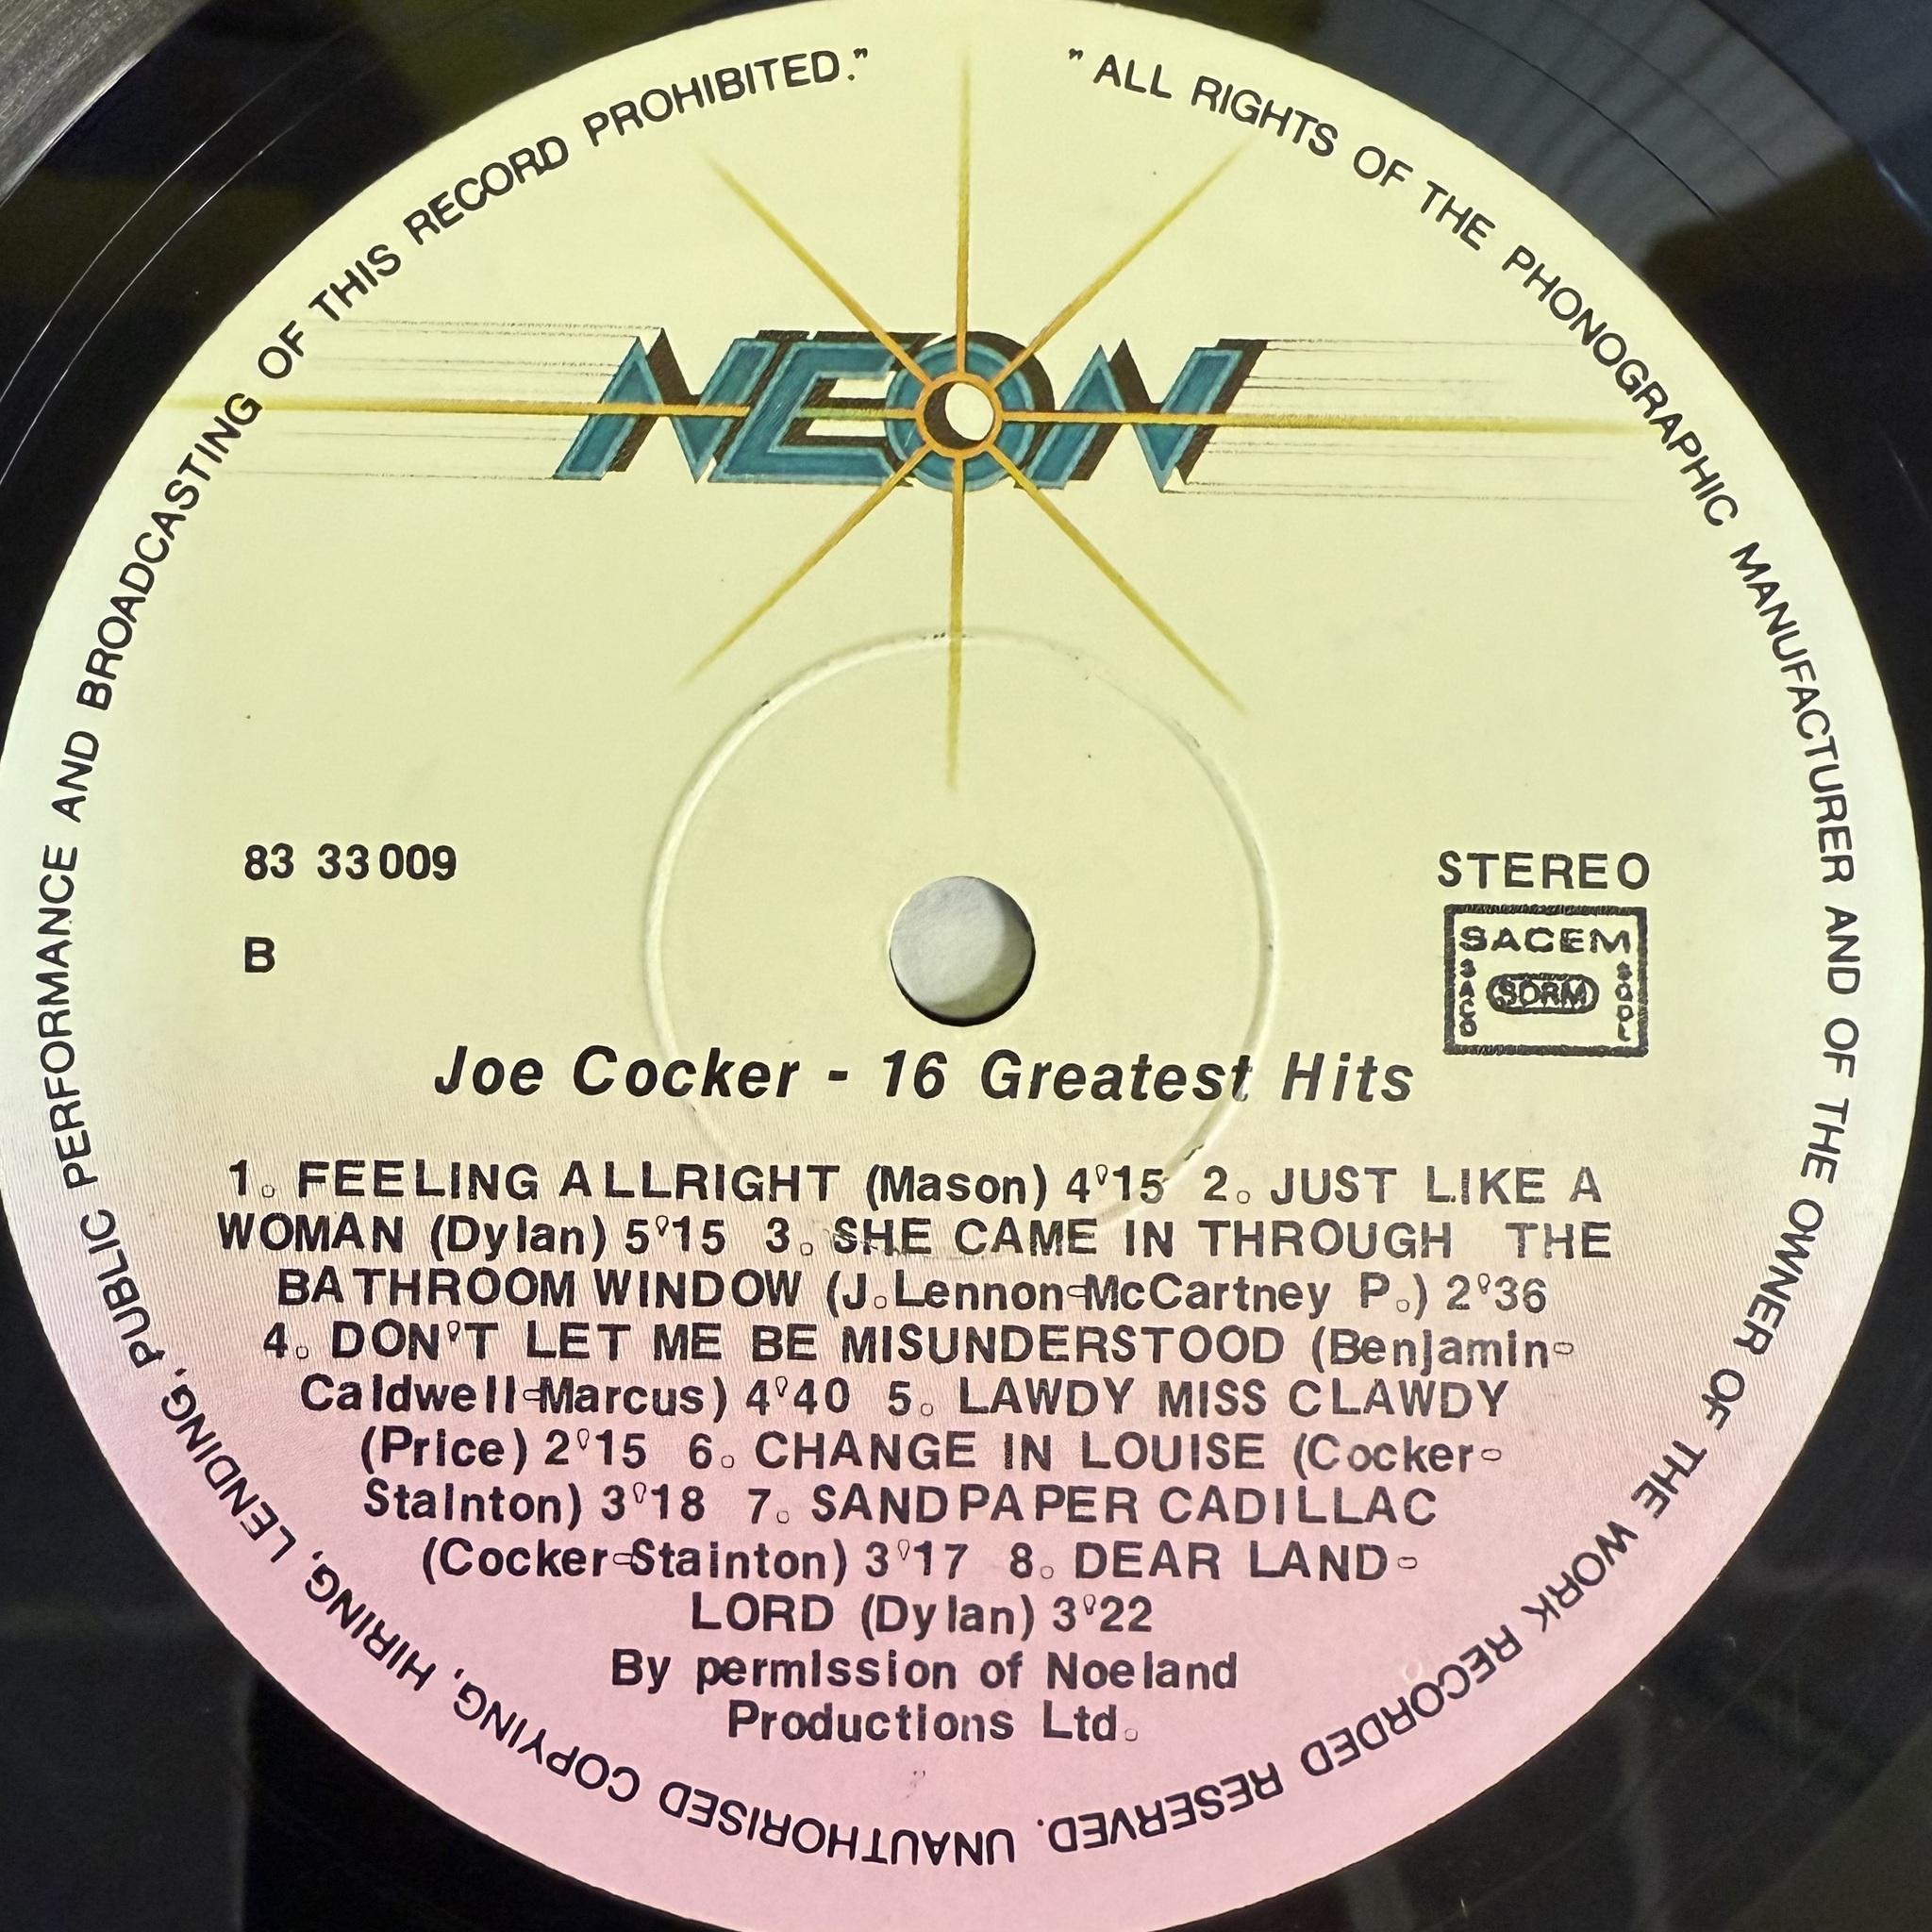 "ALL RIGHTS OF THE PHONOGRAPHIC MANUFACTURER AND OF THE OWNER OF THE WORK RECORDED RESERVED. UNAUTHORISED COPYING, HIRING, LENDING, PUBLIC PERFORMANCE AND BROADCASTING OF THIS RECORD PROHIBITED."
NEON
83 33009
B
STEREO
SACEM
SACD
SDRM
SGDL
Joe Cocker - 16 Greatest Hits
1. FEELING ALLRIGHT (Mason) 4'15 2. JUST LIKE A
WOMAN (Dylan) 5'15 3. SHE CAME IN THROUGH THE
BATHROOM WINDOW (J.Lennon-McCartney P.) 2'36
4. DON'T LET ME BE MISUNDERSTOOD (Benjamin-
Caldwell-Marcus) 4'40 5. LAWDY MISS CLAWDY
(Price) 2'15 6. CHANGE IN LOUISE (Cocker-
Stainton) 3'18 7. SANDPAPER CADILLAC
(Cocker-Stainton) 3'17 8. DEAR LAND-
LORD (Dylan) 3'22
By permission of Noeland
Productions Ltd.